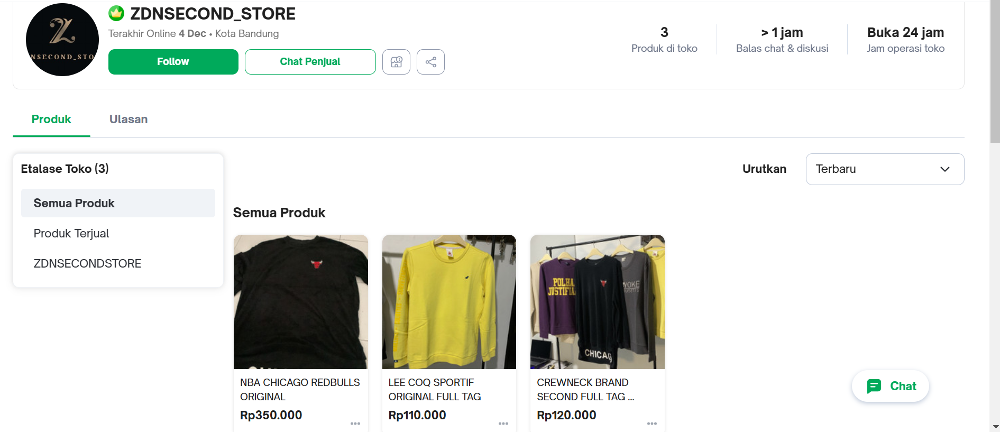 ZDNSECOND_STORE
Terakhir Online 4 Dec • Kota Bandung
NSECOND_STO
Follow
Chat Penjual
3
Produk di toko
> 1 jam
Balas chat & diskusi
Buka 24 jam
Jam operasi toko
Produk
Ulasan
Etalase Toko (3)
Semua Produk
Produk Terjual
ZDNSECONDSTORE
Urutkan
Terbaru
Semua Produk
POLHA
JUSTIFIA
YOKE
CHICAG
NBA CHICAGO REDBULLS
ORIGINAL
Rp350.000
LEE COQ SPORTIF
ORIGINAL FULL TAG
Rp110.000
CREWNECK BRAND
SECOND FULL TAG ...
Rp120.000
Chat